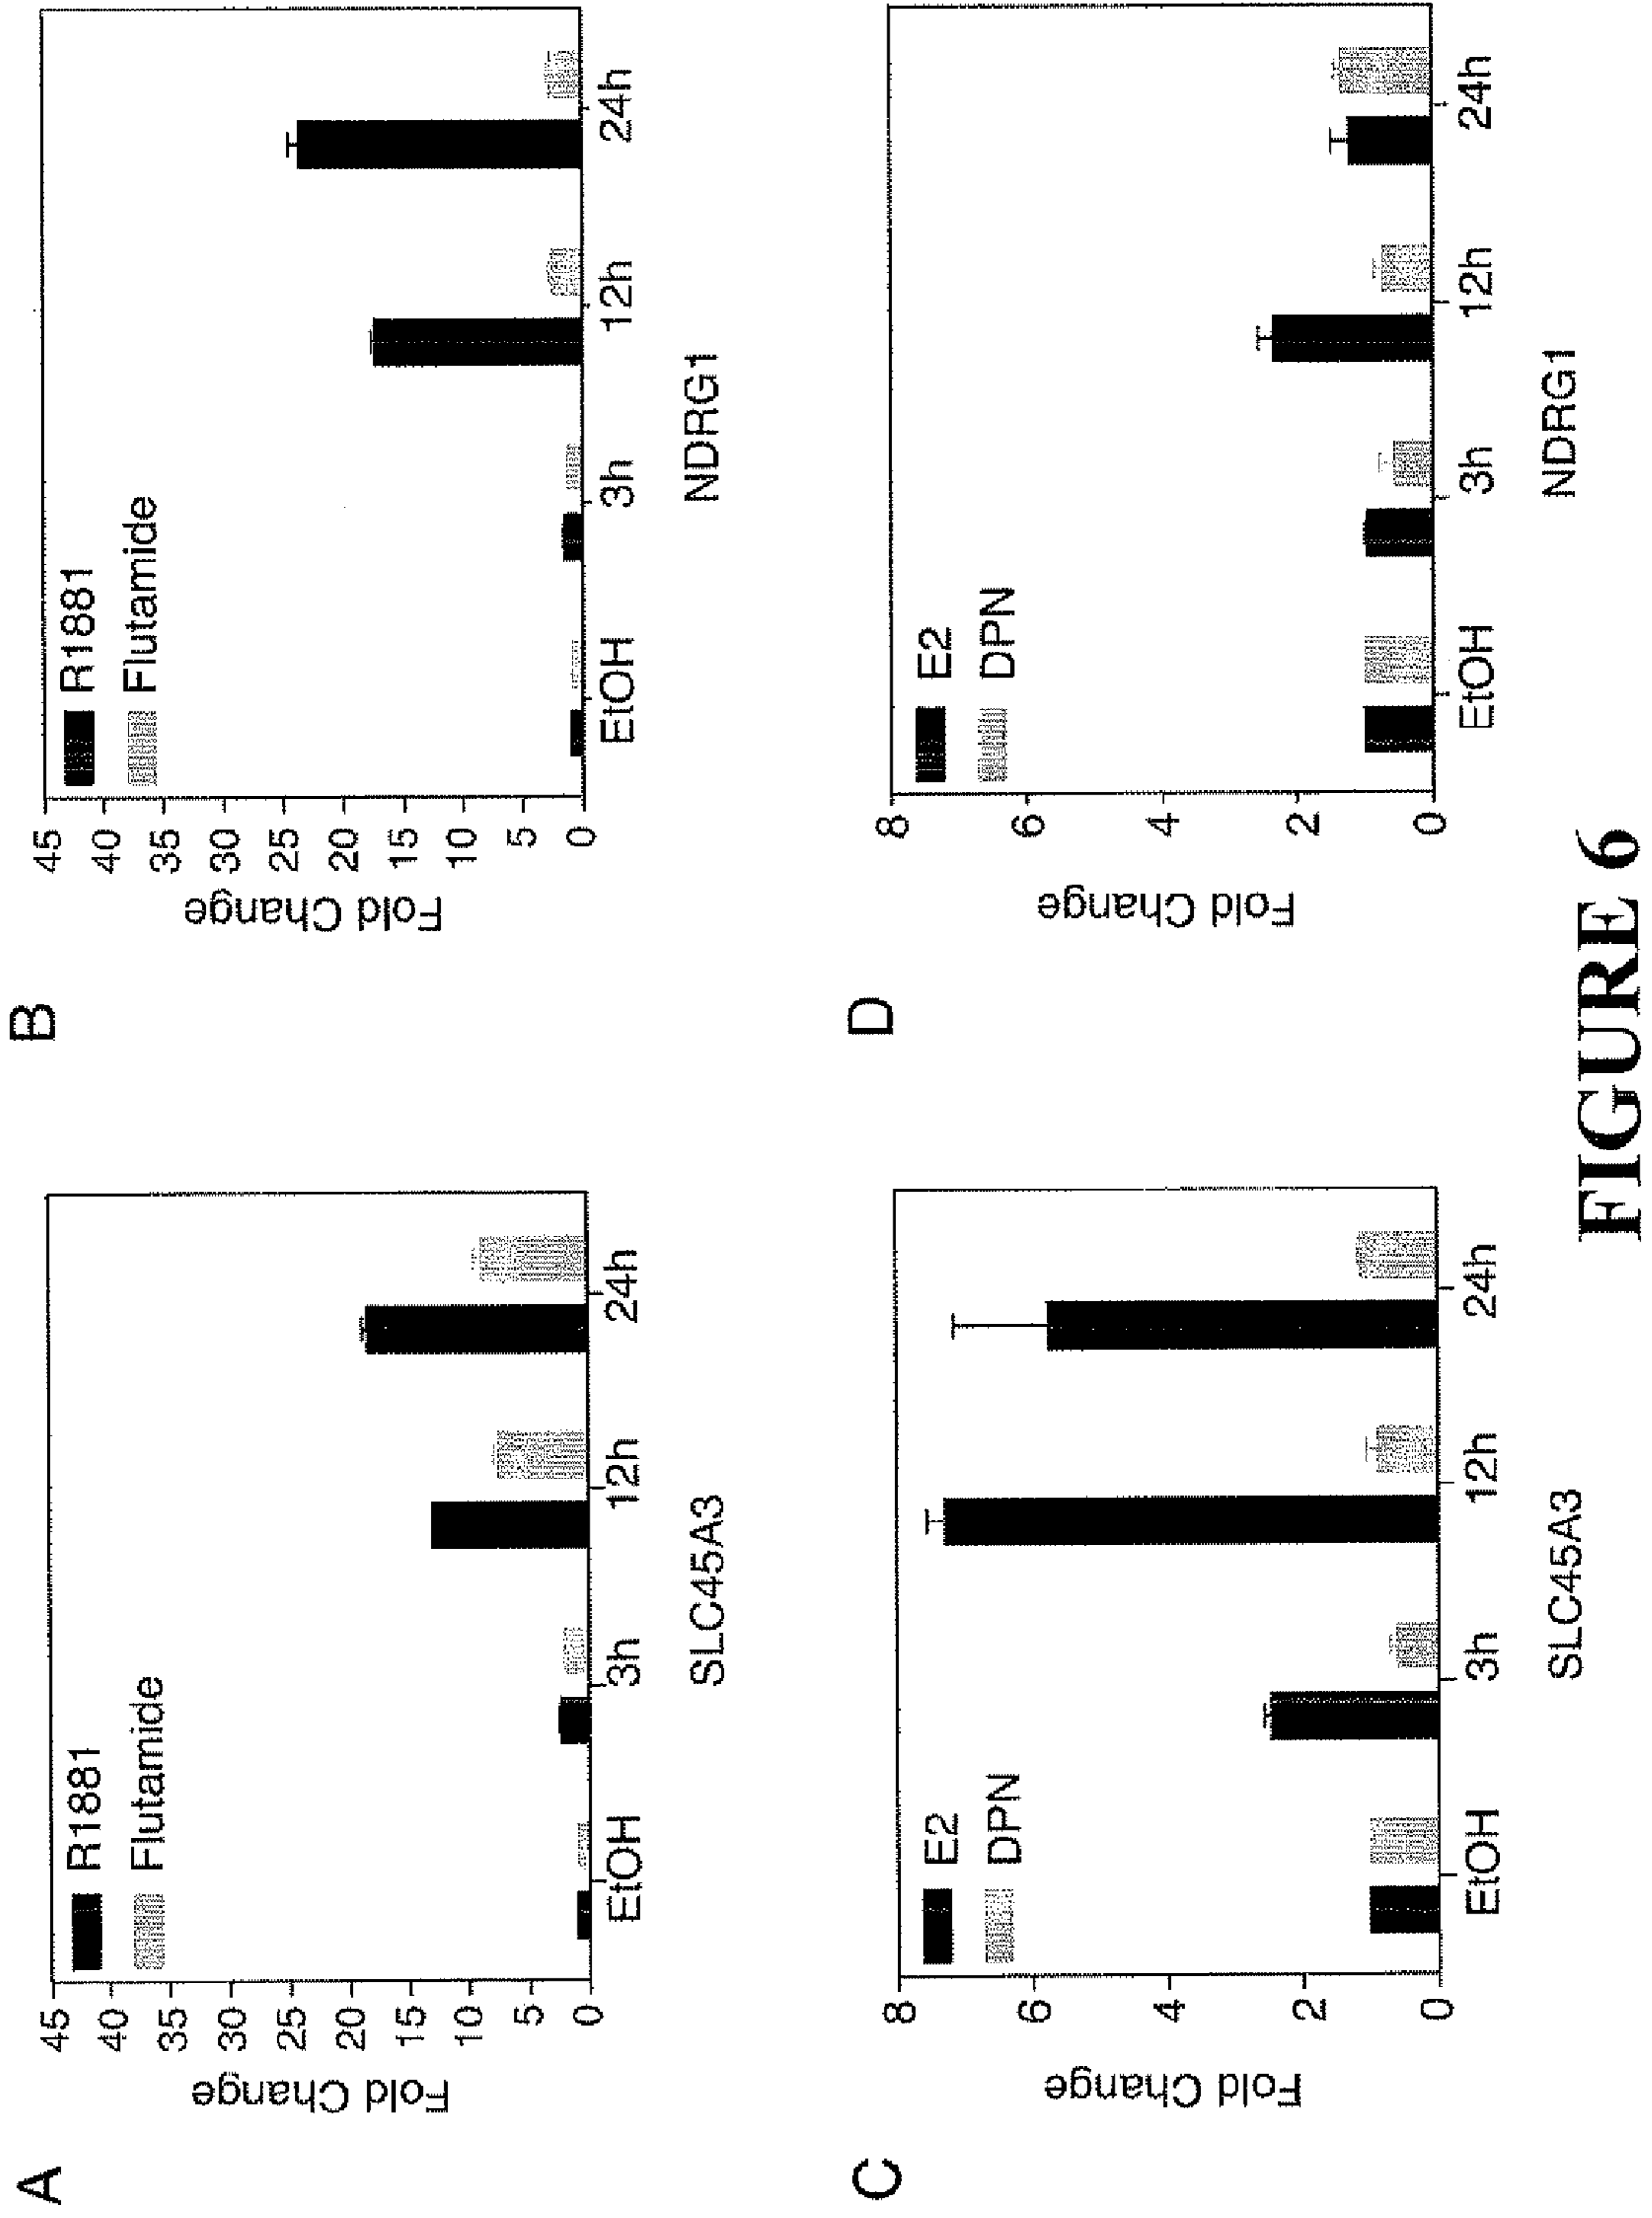 A
Fold Change
45
40
35
30
25
20
15
10
5
0
R1881
Flutamide
EtOH 3h 12h 24h
SLC45A3
B
Fold Change
45
40
35
30
25
20
15
10
5
0
R1881
Flutamide
EtOH 3h 12h 24h
NDRG1
C
Fold Change
8
6
4
2
0
E2
DPN
EtOH 3h 12h 24h
SLC45A3
D
Fold Change
8
6
4
2
0
E2
DPN
EtOH 3h 12h 24h
NDRG1
FIGURE 6